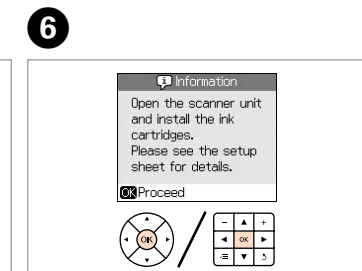 6
Information
Open the scanner unit
and install the ink
cartridges.
Please see the setup
sheet for details.
OK Proceed
OK
- +
OK